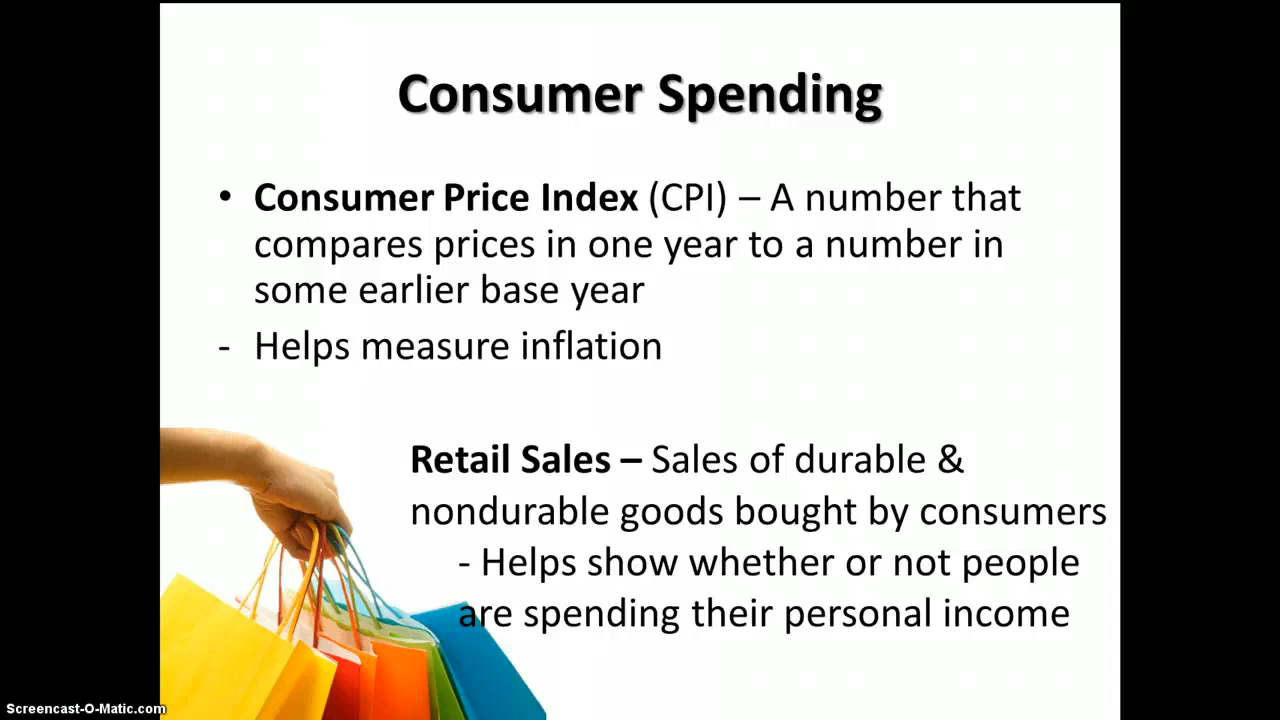 Consumer Spending
• Consumer Price Index (CPI) – A number that
compares prices in one year to a number in
some earlier base year
- Helps measure inflation
Retail Sales – Sales of durable &
nondurable goods bought by consumers
- Helps show whether or not people
are spending their personal income
Screencast-O-Matic.com